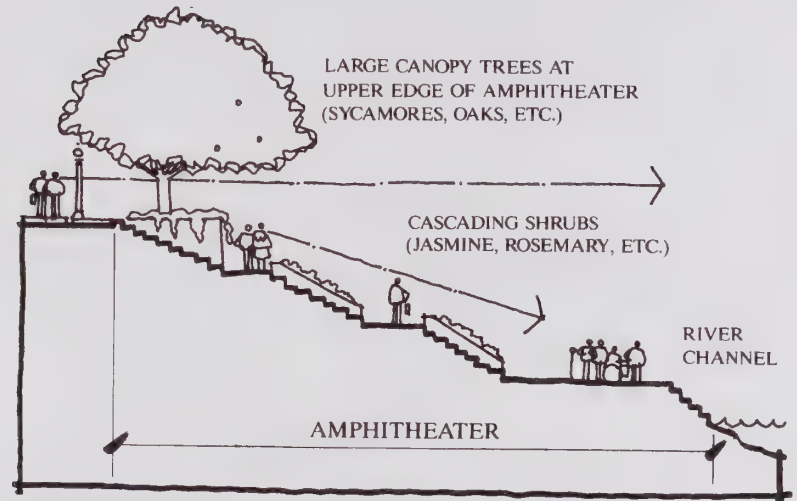 LARGE CANOPY TREES AT
UPPER EDGE OF AMPHITHEATER
(SYCAMORES, OAKS, ETC.)
CASCADING SHRUBS
(JASMINE, ROSEMARY, ETC.)
RIVER
CHANNEL
AMPHITHEATER